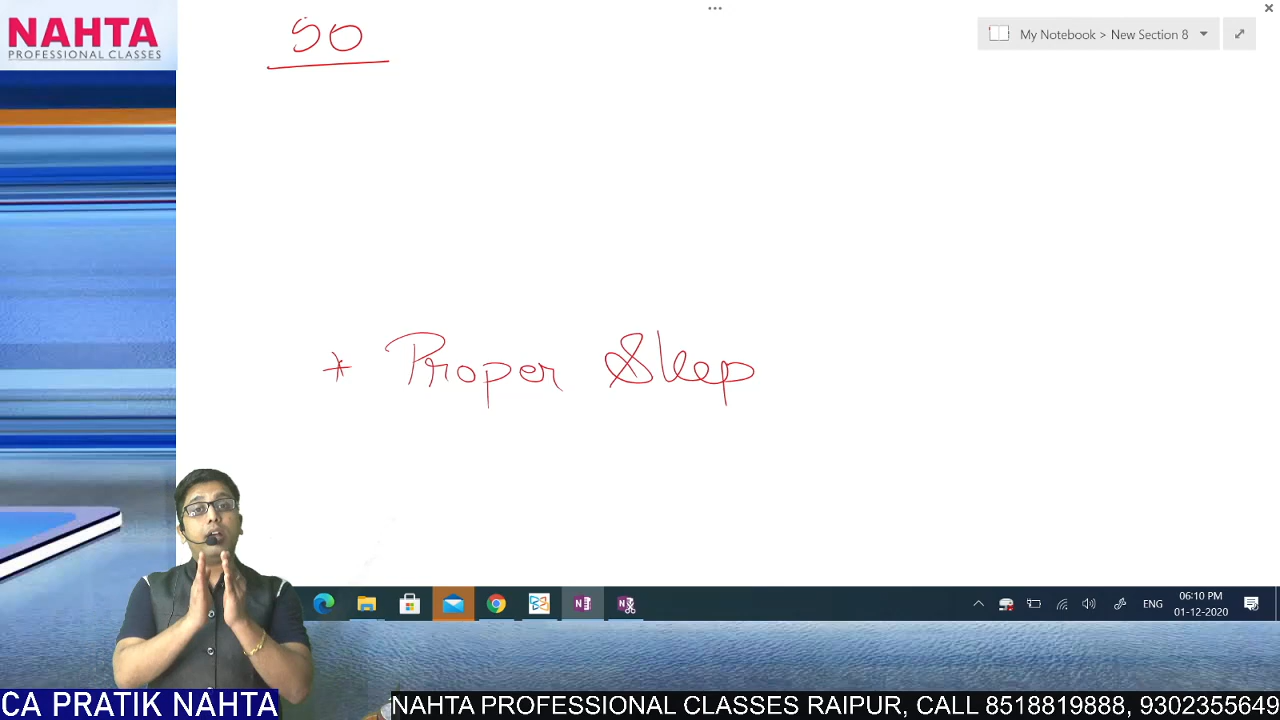 NAHTA
PROFESSIONAL CLASSES
50
My Notebook > New Section 8
* Proper Sleep
N
N
06:10 PM
ENG
01-12-2020
CA PRATIK NAHTA
NAHTA PROFESSIONAL CLASSES RAIPUR, CALL 8518819888, 9302355649